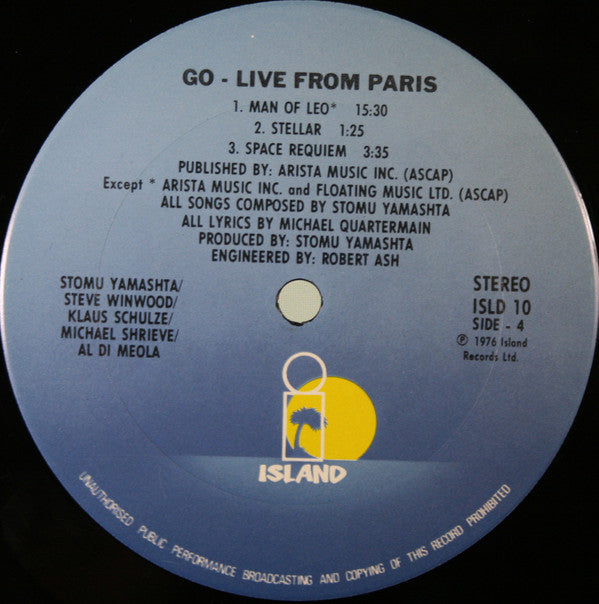 GO - LIVE FROM PARIS
1. MAN OF LEO* 15:30
2. STELLAR 1:25
3. SPACE REQUIEM 3:35
PUBLISHED BY: ARISTA MUSIC INC. (ASCAP)
Except * ARISTA MUSIC INC. and FLOATING MUSIC LTD. (ASCAP)
ALL SONGS COMPOSED BY STOMU YAMASHTA
ALL LYRICS BY MICHAEL QUARTERMAIN
PRODUCED BY: STOMU YAMASHTA
ENGINEERED BY: ROBERT ASH
STOMU YAMASHTA/
STEVE WINWOOD/
KLAUS SCHULZE/
MICHAEL SHRIEVE/
AL DI MEOLA
STEREO
ISLD 10
SIDE - 4
℗ 1976 Island
Records Ltd.
ISLAND
UNAUTHORISED PUBLIC PERFORMANCE BROADCASTING AND COPYING OF THIS RECORD PROHIBITED